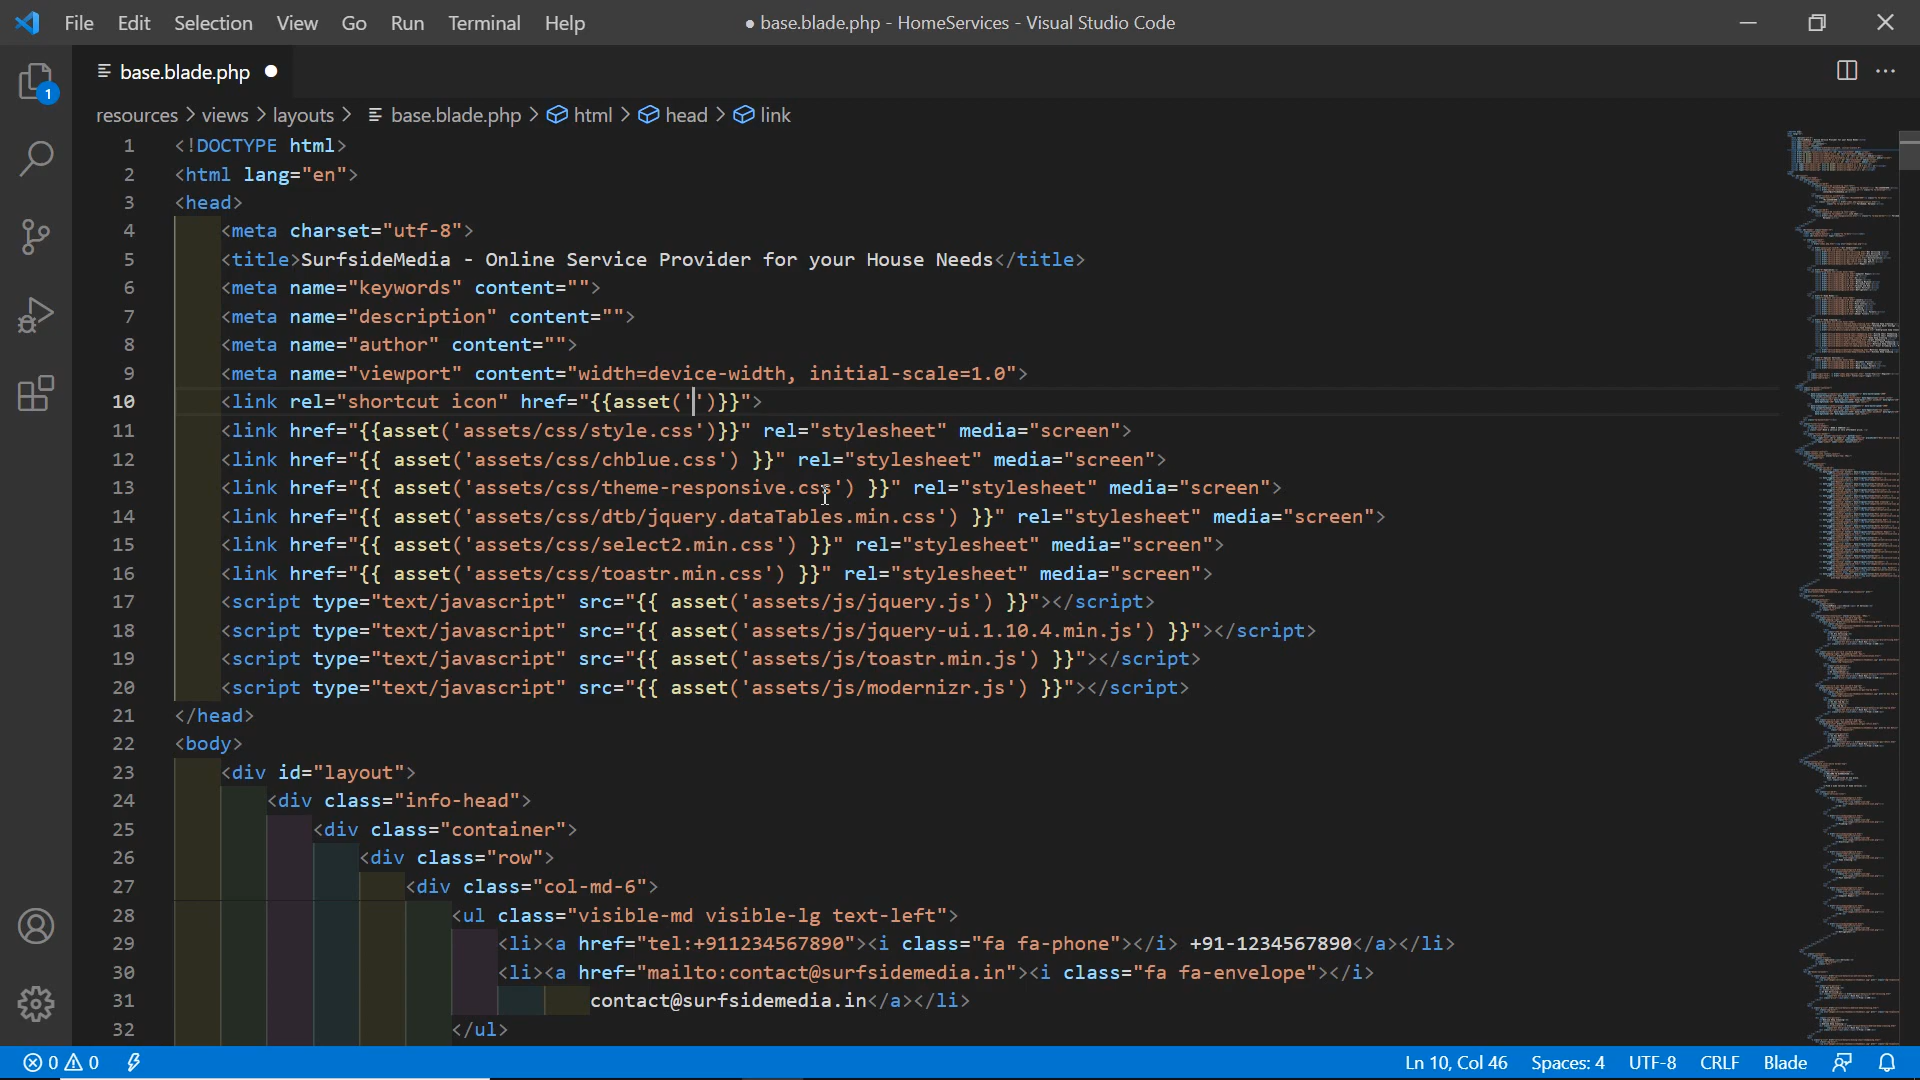 File Edit Selection View Go Run Terminal Help
● base.blade.php - HomeServices - Visual Studio Code
base.blade.php
1
resources > views > layouts > base.blade.php > html > head > link
1 <!DOCTYPE html>
2 <html lang="en">
3 <head>
4 <meta charset="utf-8">
5 <title>SurfsideMedia - Online Service Provider for your House Needs</title>
6 <meta name="keywords" content="">
7 <meta name="description" content="">
8 <meta name="author" content="">
9 <meta name="viewport" content="width=device-width, initial-scale=1.0">
10 <link rel="shortcut icon" href="{{asset('')}}">
11 <link href="{{asset('assets/css/style.css')}}" rel="stylesheet" media="screen">
12 <link href="{{ asset('assets/css/chblue.css') }}" rel="stylesheet" media="screen">
13 <link href="{{ asset('assets/css/theme-responsive.css') }}" rel="stylesheet" media="screen">
14 <link href="{{ asset('assets/css/dtb/jquery.dataTables.min.css') }}" rel="stylesheet" media="screen">
15 <link href="{{ asset('assets/css/select2.min.css') }}" rel="stylesheet" media="screen">
16 <link href="{{ asset('assets/css/toastr.min.css') }}" rel="stylesheet" media="screen">
17 <script type="text/javascript" src="{{ asset('assets/js/jquery.js') }}"></script>
18 <script type="text/javascript" src="{{ asset('assets/js/jquery-ui.1.10.4.min.js') }}"></script>
19 <script type="text/javascript" src="{{ asset('assets/js/toastr.min.js') }}"></script>
20 <script type="text/javascript" src="{{ asset('assets/js/modernizr.js') }}"></script>
21 </head>
22 <body>
23 <div id="layout">
24 <div class="info-head">
25 <div class="container">
26 <div class="row">
27 <div class="col-md-6">
28 <ul class="visible-md visible-lg text-left">
29 <li><a href="tel:+911234567890"><i class="fa fa-phone"></i> +91-1234567890</a></li>
30 <li><a href="mailto:contact@surfsidemedia.in"><i class="fa fa-envelope"></i>
31 contact@surfsidemedia.in</a></li>
32 </ul>
0 0 Ln 10, Col 46 Spaces: 4 UTF-8 CRLF Blade